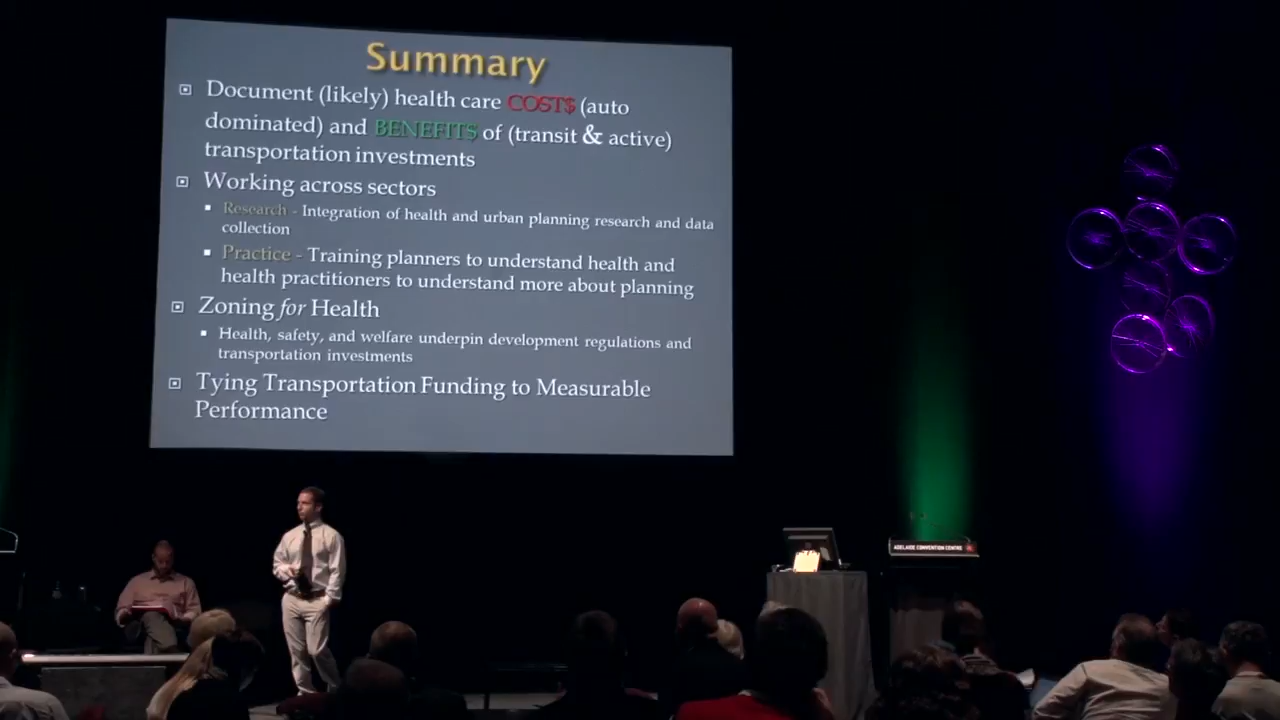 Summary
Document (likely) health care COST$ (auto
dominated) and BENEFIT$ of (transit & active)
transportation investments
Working across sectors
Research - Integration of health and urban planning research and data
collection
Practice - Training planners to understand health and
health practitioners to understand more about planning
Zoning for Health
Health, safety, and welfare underpin development regulations and
transportation investments
Tying Transportation Funding to Measurable
Performance
ADELAIDE CONVENTION CENTRE